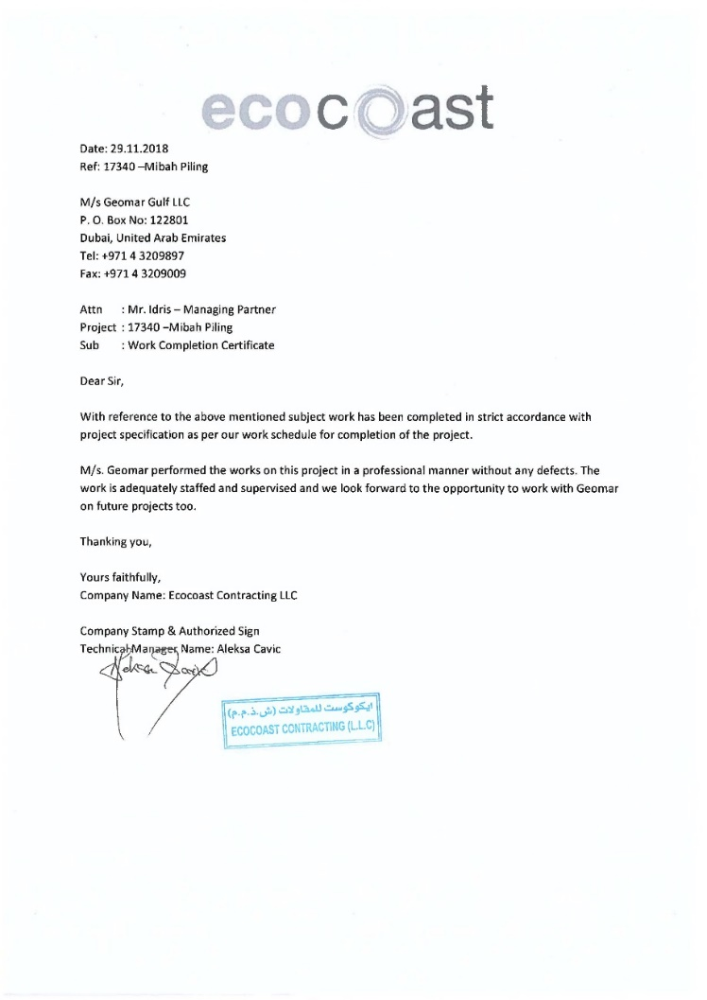 ecocoast
Date: 29.11.2018
Ref: 17340 –Mibah Piling
M/s Geomar Gulf LLC
P. O. Box No: 122801
Dubai, United Arab Emirates
Tel: +971 4 3209897
Fax: +971 4 3209009
Attn : Mr. Idris – Managing Partner
Project : 17340 –Mibah Piling
Sub : Work Completion Certificate
Dear Sir,
With reference to the above mentioned subject work has been completed in strict accordance with
project specification as per our work schedule for completion of the project.
M/s. Geomar performed the works on this project in a professional manner without any defects. The
work is adequately staffed and supervised and we look forward to the opportunity to work with Geomar
on future projects too.
Thanking you,
Yours faithfully,
Company Name: Ecocoast Contracting LLC
Company Stamp & Authorized Sign
Technical Manager Name: Aleksa Cavic
ايكوكوست للمقاولات (ش.ذ.م.م)
ECOCOAST CONTRACTING (L.L.C)